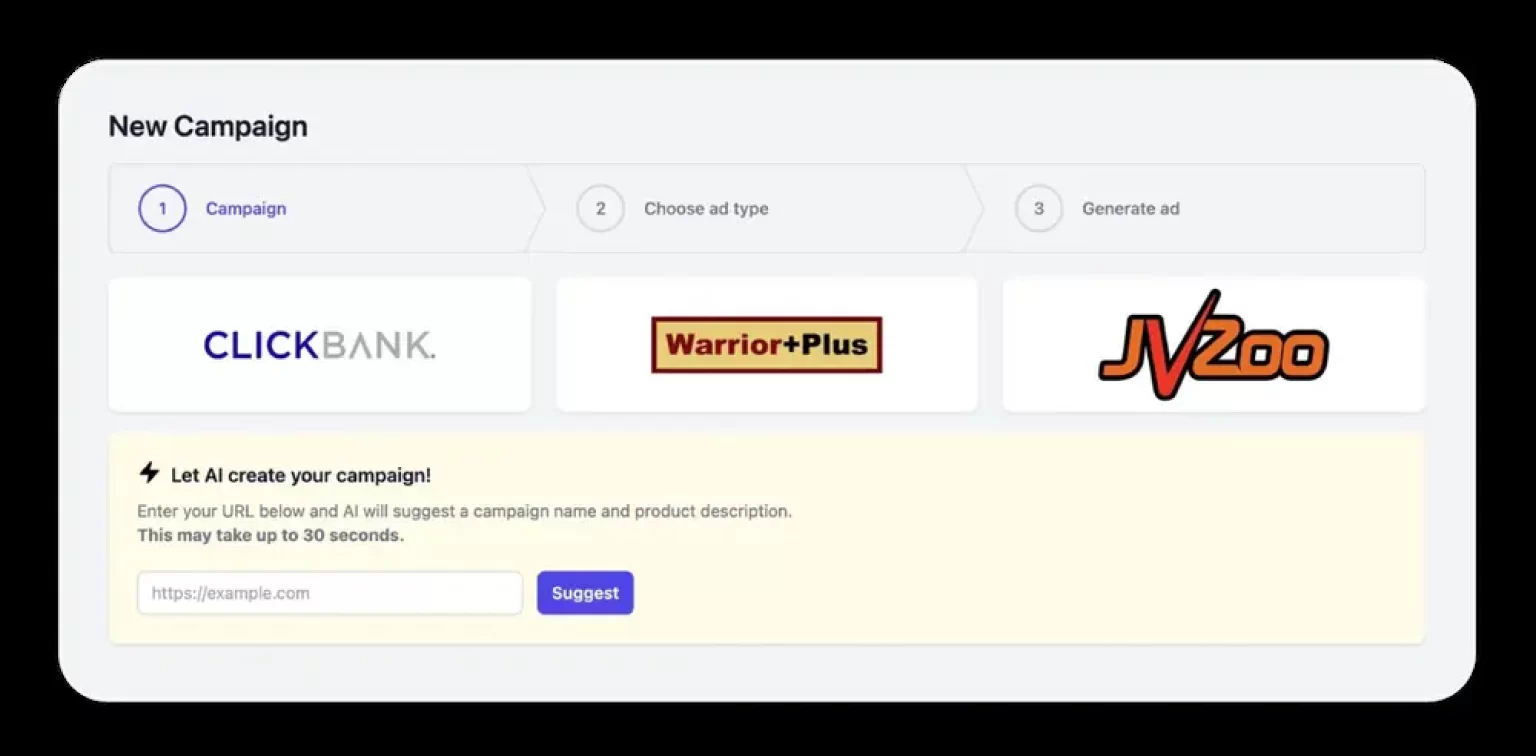 New Campaign
1 Campaign
2 Choose ad type
3 Generate ad
CLICKBANK.
Warrior+Plus
JVZoo
Let AI create your campaign!
Enter your URL below and AI will suggest a campaign name and product description.
This may take up to 30 seconds.
https://example.com
Suggest